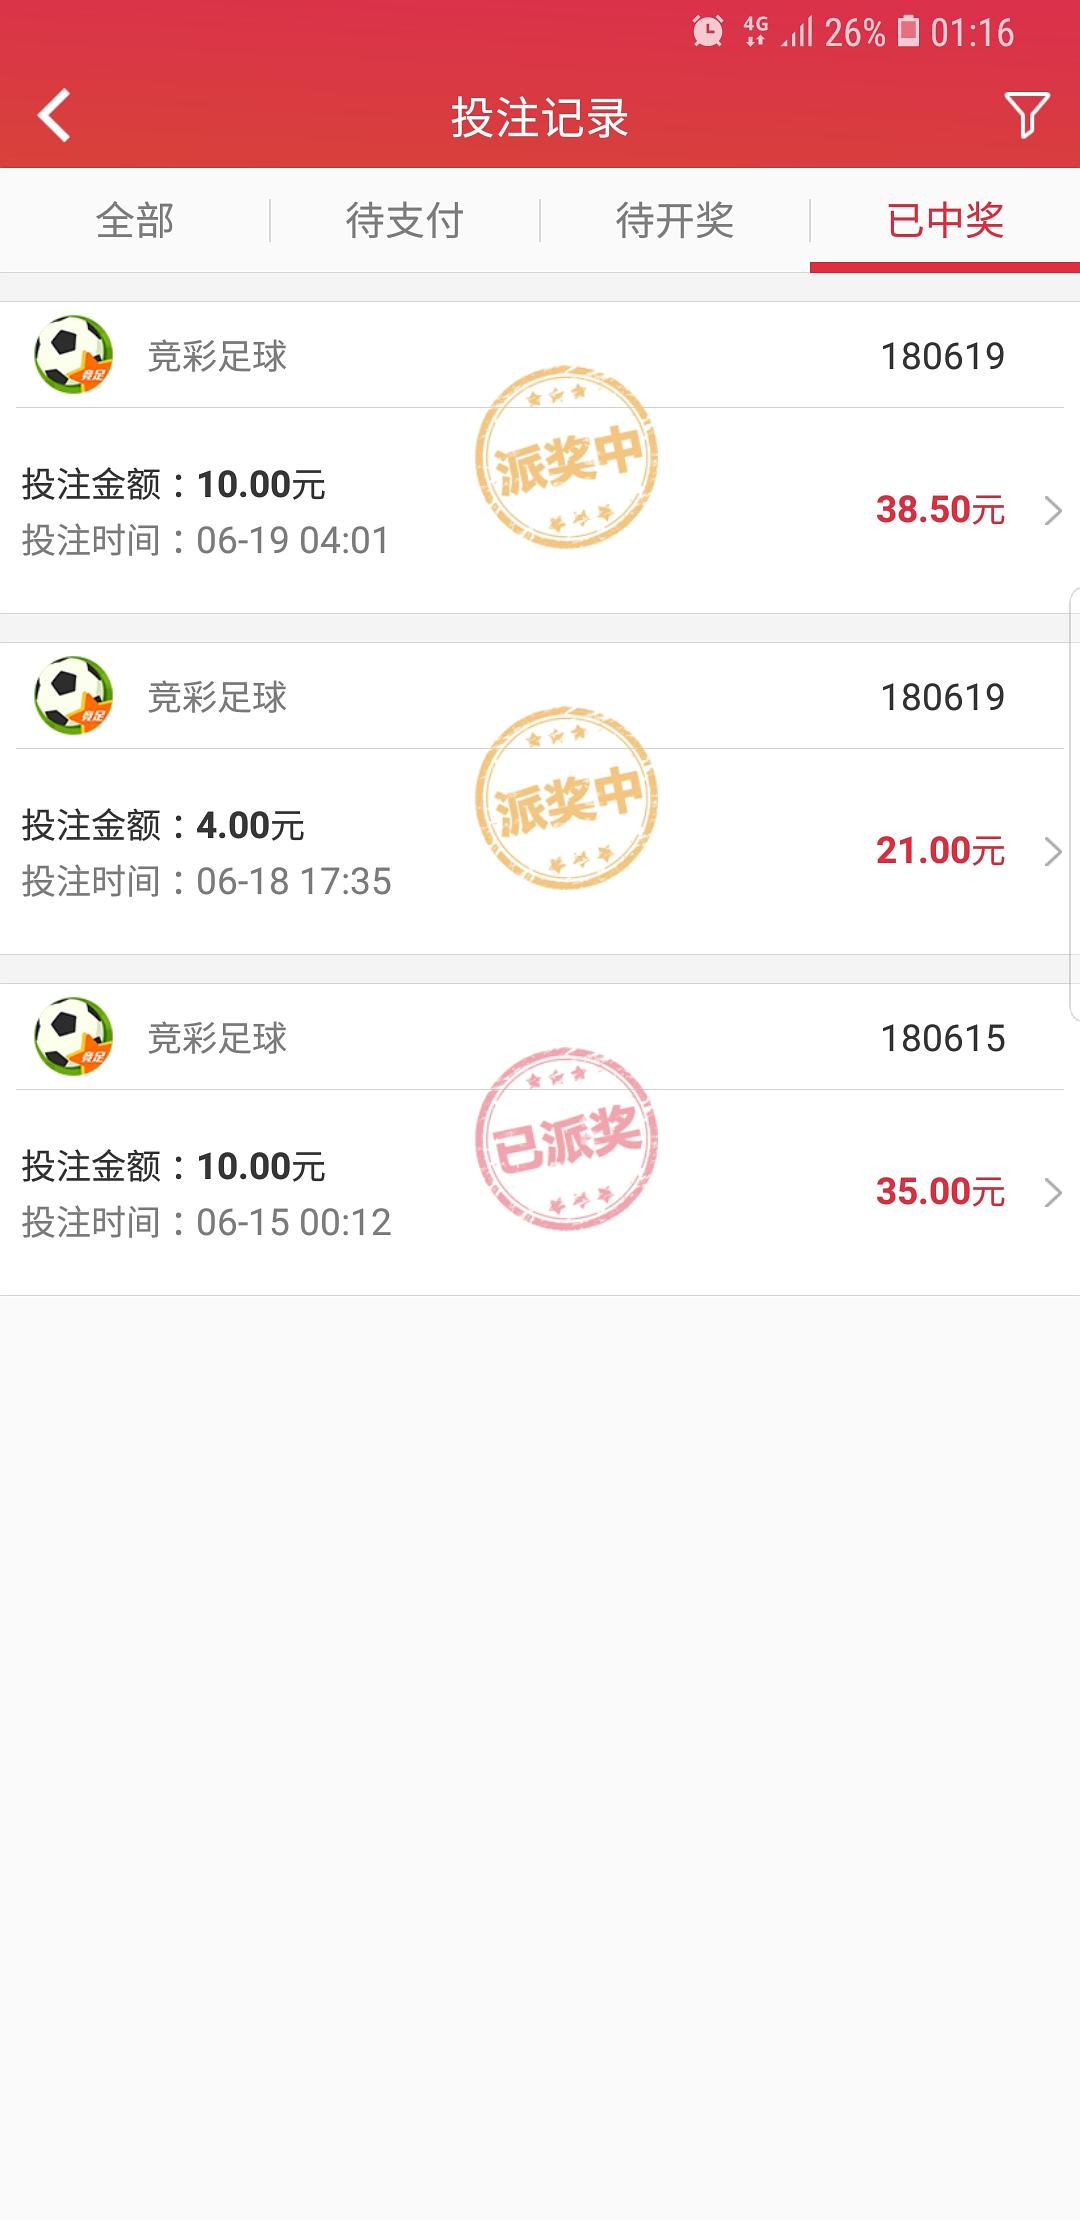 4G 26% 01:16
投注记录
全部 待支付 待开奖 已中奖
竞足 竞彩足球 180619
派奖中
投注金额：10.00元
38.50元
投注时间：06-19 04:01
竞足 竞彩足球 180619
派奖中
投注金额：4.00元
21.00元
投注时间：06-18 17:35
竞足 竞彩足球 180615
已派奖
投注金额：10.00元
35.00元
投注时间：06-15 00:12